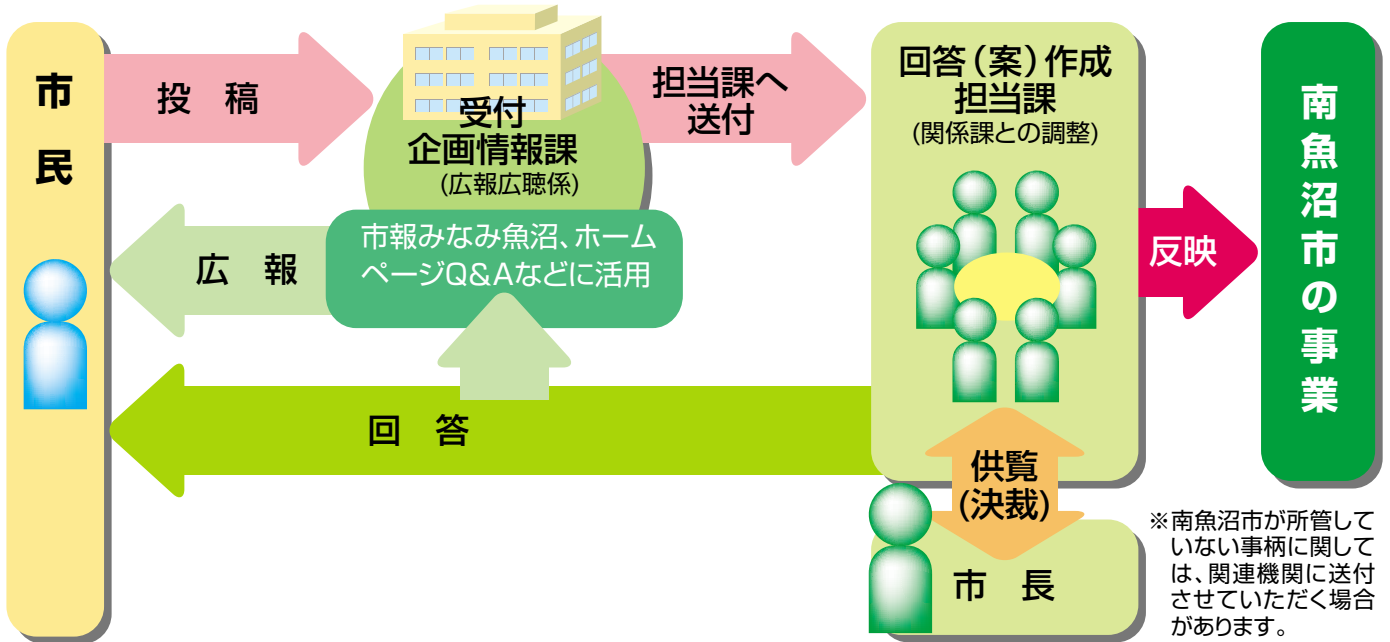 市民
投 稿
受付
企画情報課
(広報広聴係)
担当課へ
送付
回答(案)作成
担当課
(関係課との調整)
反映
南魚沼市の事業
市報みなみ魚沼、ホーム
ページQ&Aなどに活用
広 報
回 答
供覧
(決裁)
市 長
※南魚沼市が所管して
いない事柄に関して
は、関連機関に送付
させていただく場合
があります。